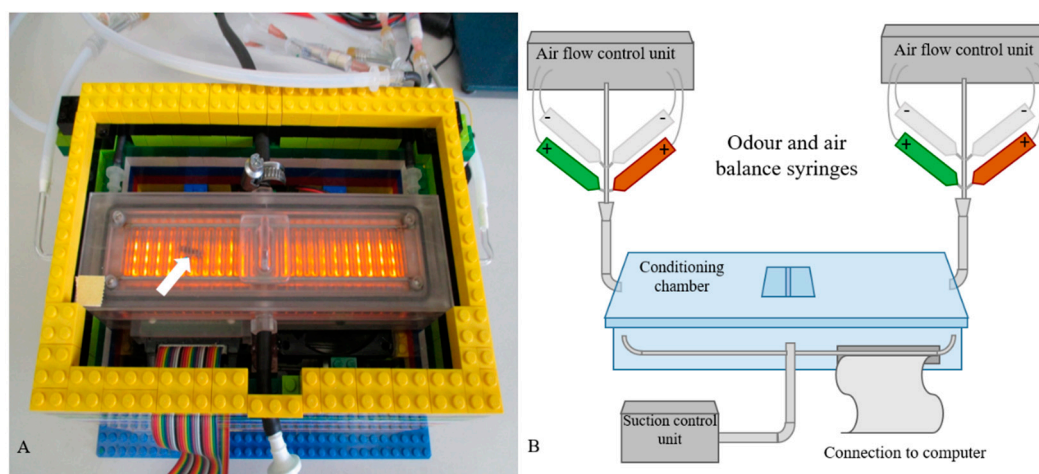 A
Air flow control unit
Air flow control unit
-
-
-
-
+
+
+
+
Odour and air
balance syringes
Conditioning
chamber
Suction control
unit
Connection to computer
B